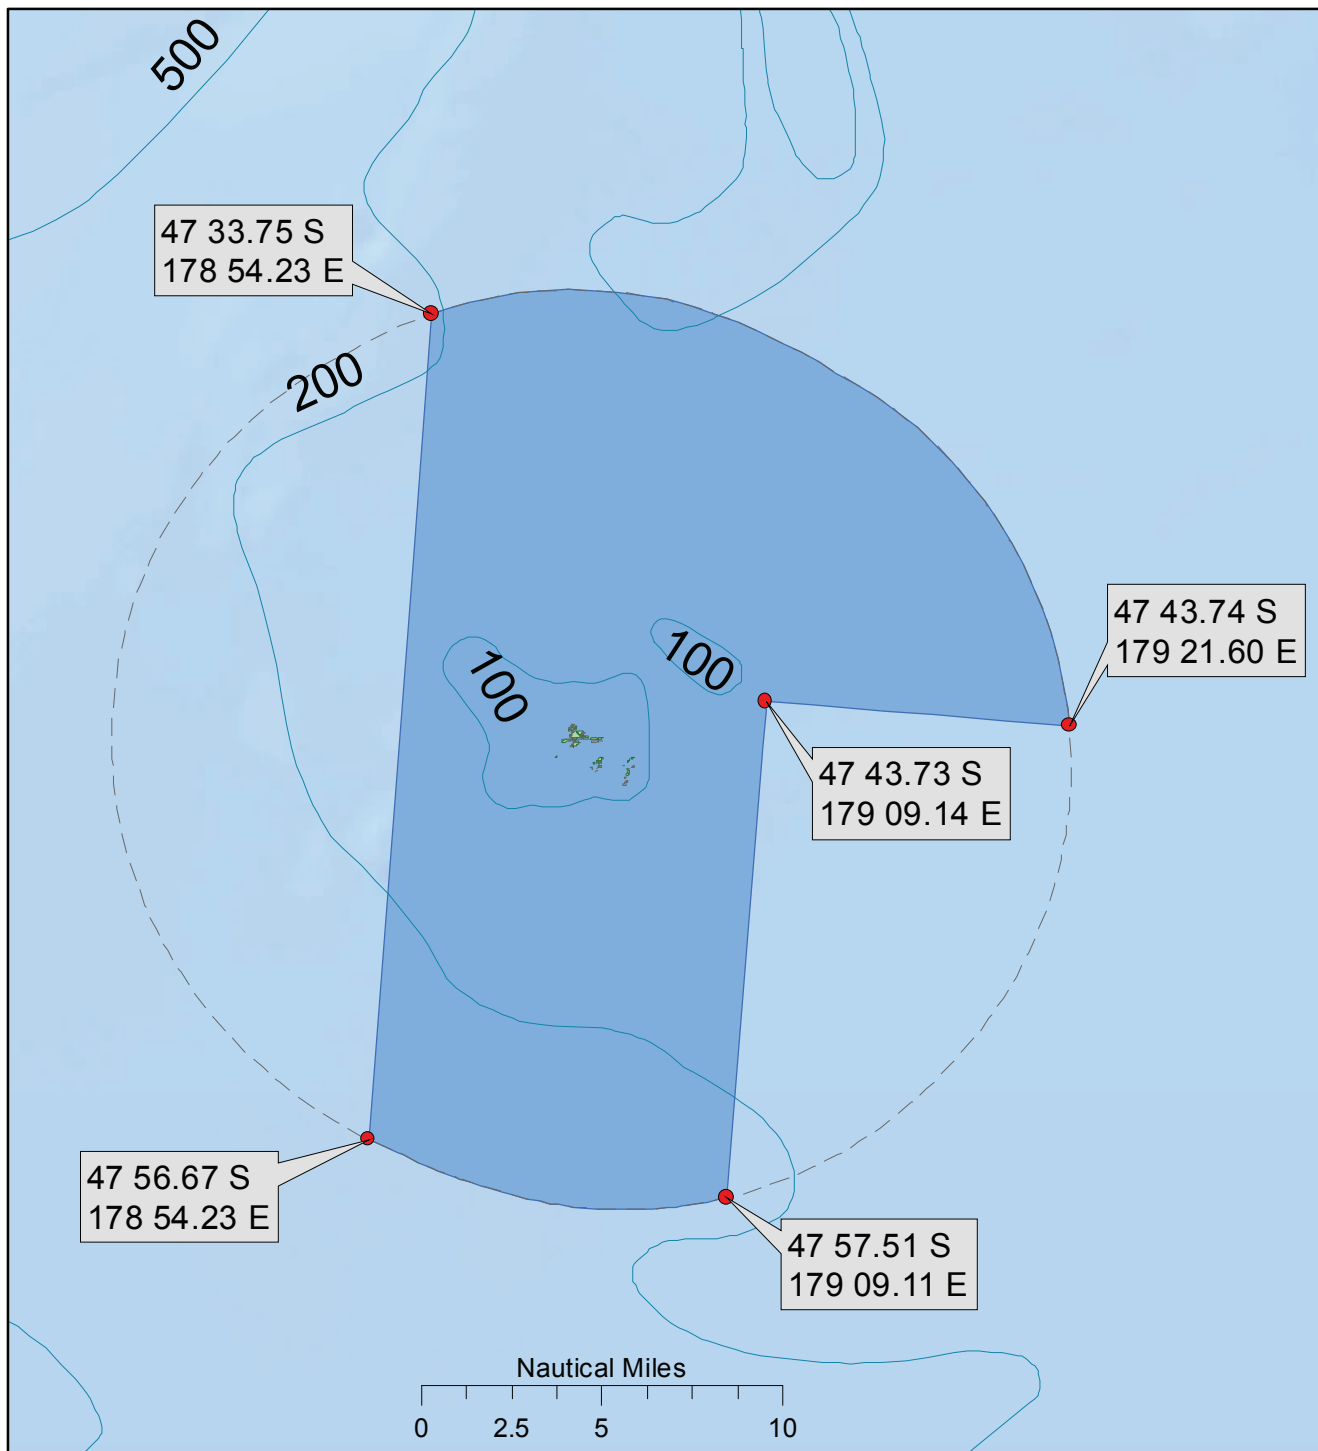 500
47 33.75 S
178 54.23 E
200
47 43.74 S
179 21.60 E
100
100
47 43.73 S
179 09.14 E
47 56.67 S
178 54.23 E
47 57.51 S
179 09.11 E
Nautical Miles
0 2.5 5 10